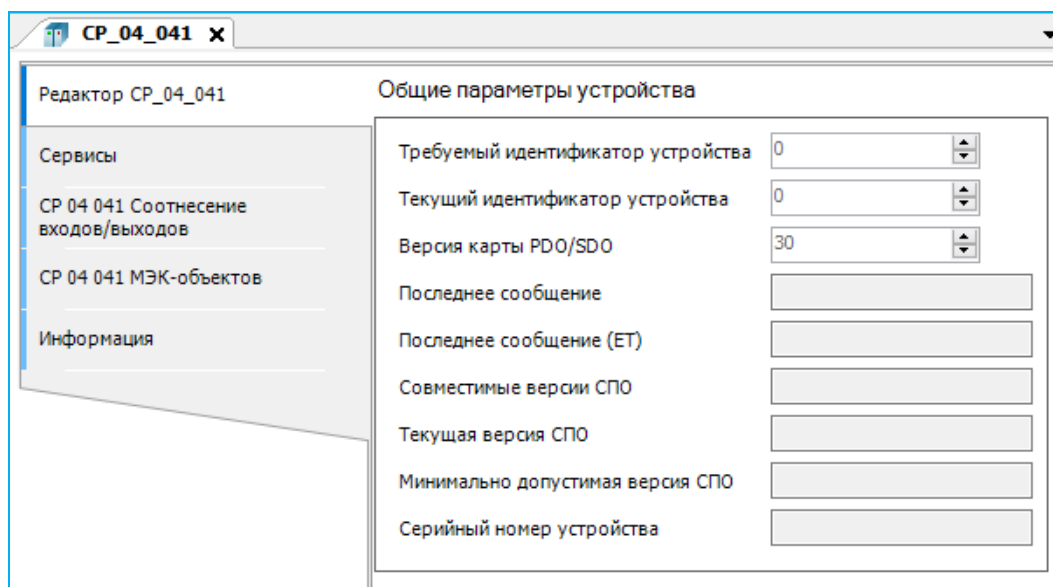 CP_04_041
Редактор CP_04_041
Сервисы
CP 04 041 Соотнесение
входов/выходов
CP 04 041 МЭК-объектов
Информация
Общие параметры устройства
Требуемый идентификатор устройства 0
Текущий идентификатор устройства 0
Версия карты PDO/SDO 30
Последнее сообщение
Последнее сообщение (ET)
Совместимые версии СПО
Текущая версия СПО
Минимально допустимая версия СПО
Серийный номер устройства